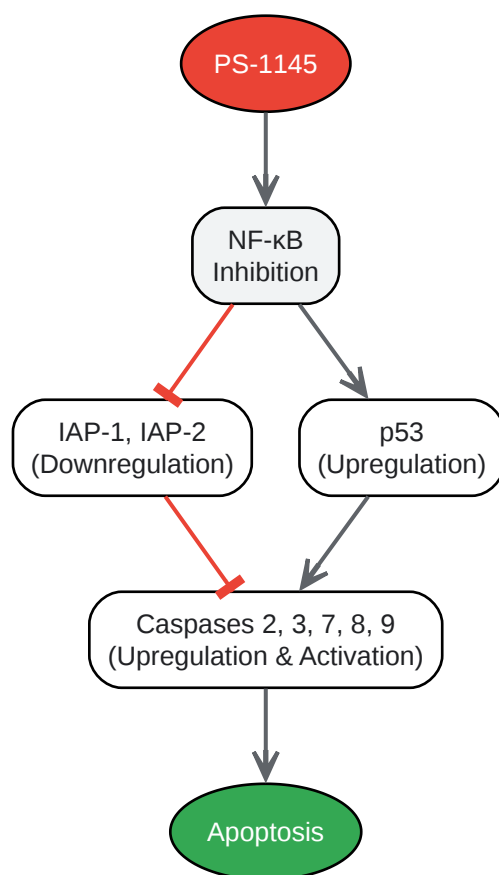 PS-1145
NF-κB
Inhibition
IAP-1, IAP-2
(Downregulation)
p53
(Upregulation)
Caspases 2, 3, 7, 8, 9
(Upregulation & Activation)
Apoptosis